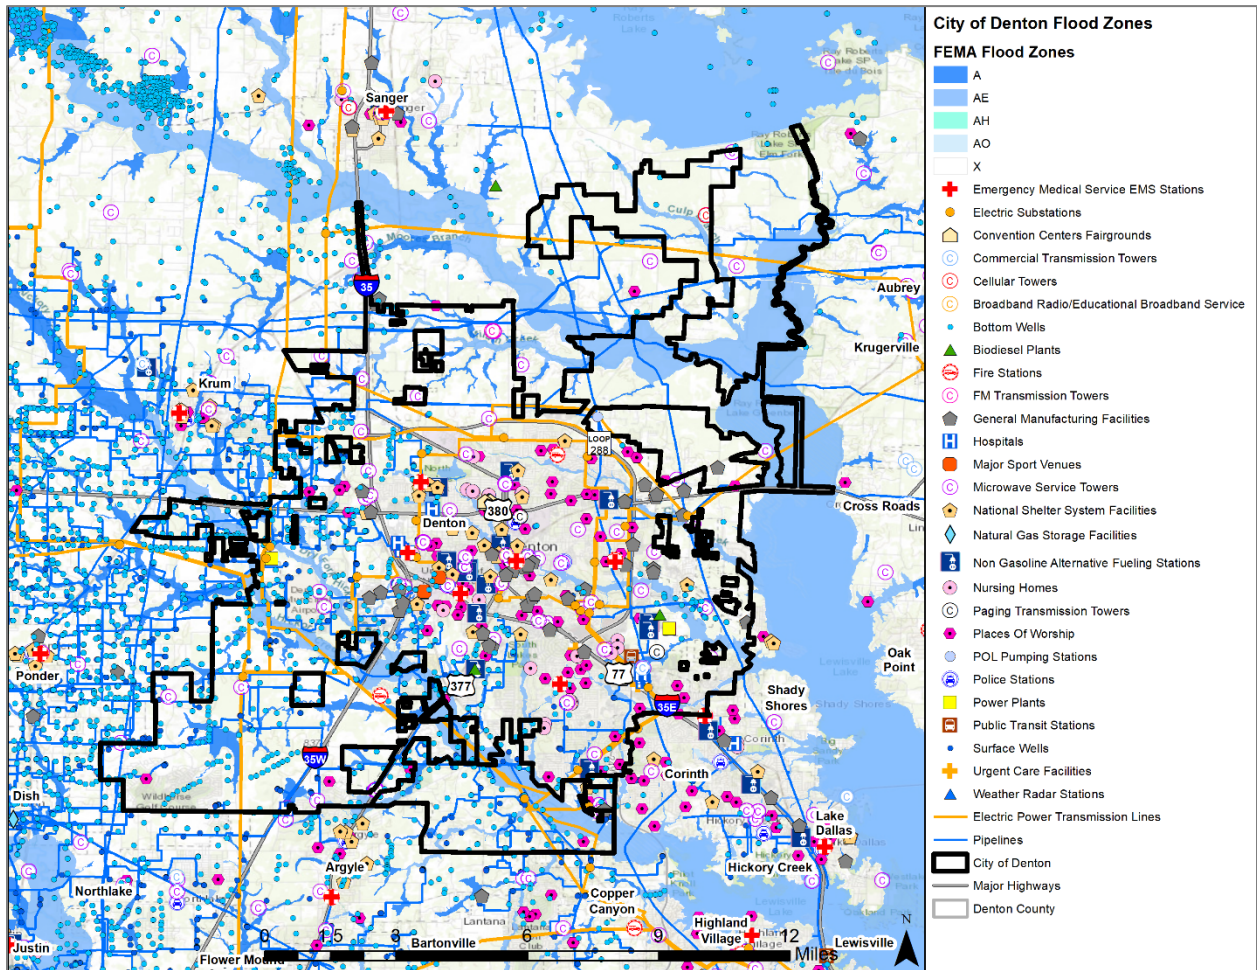 City of Denton Flood Zones
FEMA Flood Zones
A
AE
AH
AO
X
Emergency Medical Service EMS Stations
Electric Substations
Convention Centers Fairgrounds
Commercial Transmission Towers
Cellular Towers
Broadband Radio/Educational Broadband Service
Bottom Wells
Biodiesel Plants
Fire Stations
FM Transmission Towers
General Manufacturing Facilities
Hospitals
Major Sport Venues
Microwave Service Towers
National Shelter System Facilities
Natural Gas Storage Facilities
Non Gasoline Alternative Fueling Stations
Nursing Homes
Paging Transmission Towers
Places Of Worship
POL Pumping Stations
Police Stations
Power Plants
Public Transit Stations
Surface Wells
Urgent Care Facilities
Weather Radar Stations
Electric Power Transmission Lines
Pipelines
City of Denton
Major Highways
Denton County
Sanger
35
Aubrey
Krugerville
Krum
LOOP
288
380
Denton
Cross Roads
Oak
Point
Ponder
77
377
35E
Shady
Shores
Shady Shores
35W
Corinth
Dish
Lake
Dallas
Hickory Creek
Argyle
Northlake
Copper
Canyon
Lantana
Highland
Village
Bartonville
Lewisville
Justin
Flower Mound
0 1.5 3 6 9 12
Miles
N